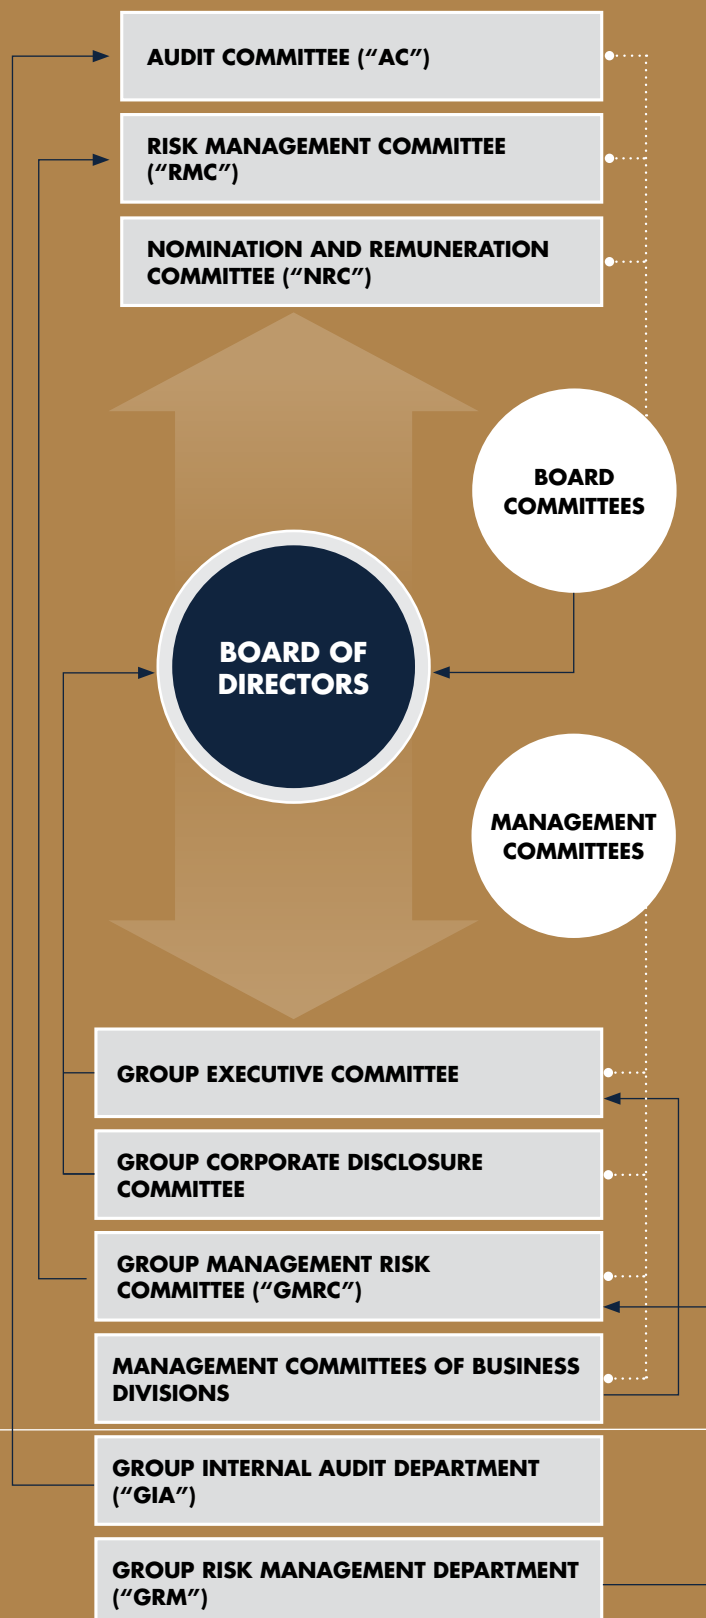 AUDIT COMMITTEE (“AC”)
RISK MANAGEMENT COMMITTEE
(“RMC”)
NOMINATION AND REMUNERATION
COMMITTEE (“NRC”)
BOARD
COMMITTEES
BOARD OF
DIRECTORS
MANAGEMENT
COMMITTEES
GROUP EXECUTIVE COMMITTEE
GROUP CORPORATE DISCLOSURE
COMMITTEE
GROUP MANAGEMENT RISK
COMMITTEE (“GMRC”)
MANAGEMENT COMMITTEES OF BUSINESS
DIVISIONS
GROUP INTERNAL AUDIT DEPARTMENT
(“GIA”)
GROUP RISK MANAGEMENT DEPARTMENT
(“GRM”)